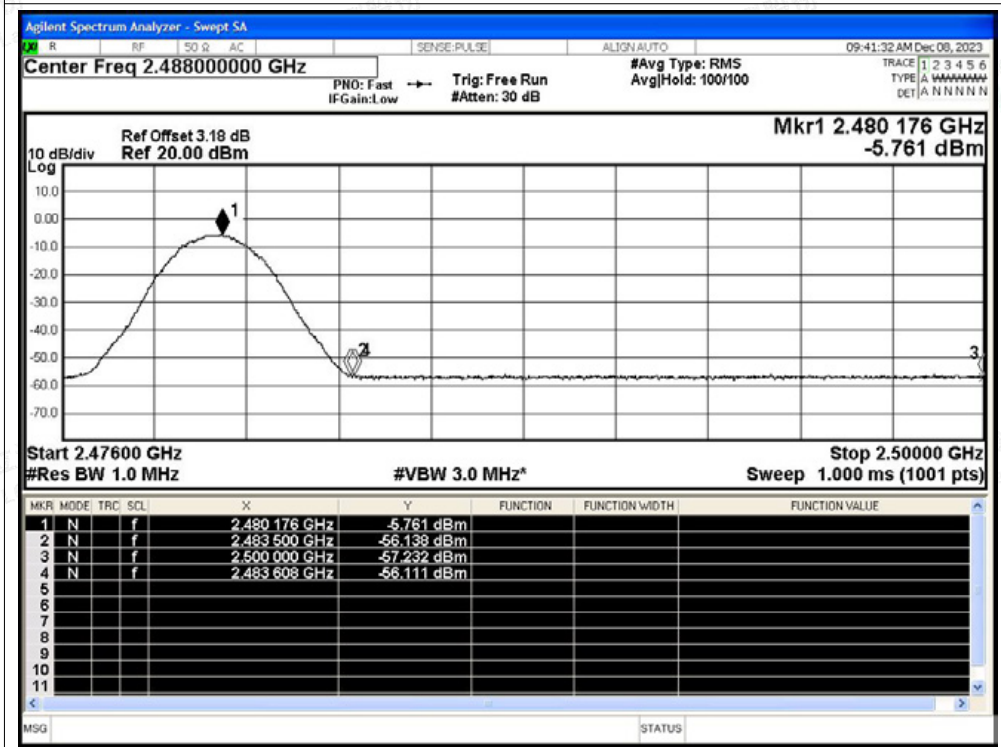 Agilent Spectrum Analyzer - Swept SA
LXI R RF 50 Ω AC SENSE:PULSE ALIGN AUTO 09:41:32 AM Dec 08, 2023
Center Freq 2.488000000 GHz
PNO: Fast
IFGain:Low
Trig: Free Run
#Atten: 30 dB
#Avg Type: RMS
Avg|Hold: 100/100
TRACE 1 2 3 4 5 6
TYPE A WWWWW
DET A N N N N N
Mkr1 2.480 176 GHz
-5.761 dBm
Ref Offset 3.18 dB
10 dB/div Ref 20.00 dBm
Log
10.0
0.00
-10.0
-20.0
-30.0
-40.0
-50.0
-60.0
-70.0
1
2
4
3
Start 2.47600 GHz Stop 2.50000 GHz
#Res BW 1.0 MHz #VBW 3.0 MHz* Sweep 1.000 ms (1001 pts)
MKR MODE TRC SCL X Y FUNCTION FUNCTION WIDTH FUNCTION VALUE
1 N f 2.480 176 GHz -5.761 dBm
2 N f 2.483 500 GHz -56.138 dBm
3 N f 2.500 000 GHz -57.232 dBm
4 N f 2.483 608 GHz -56.111 dBm
5
6
7
8
9
10
11
MSG STATUS